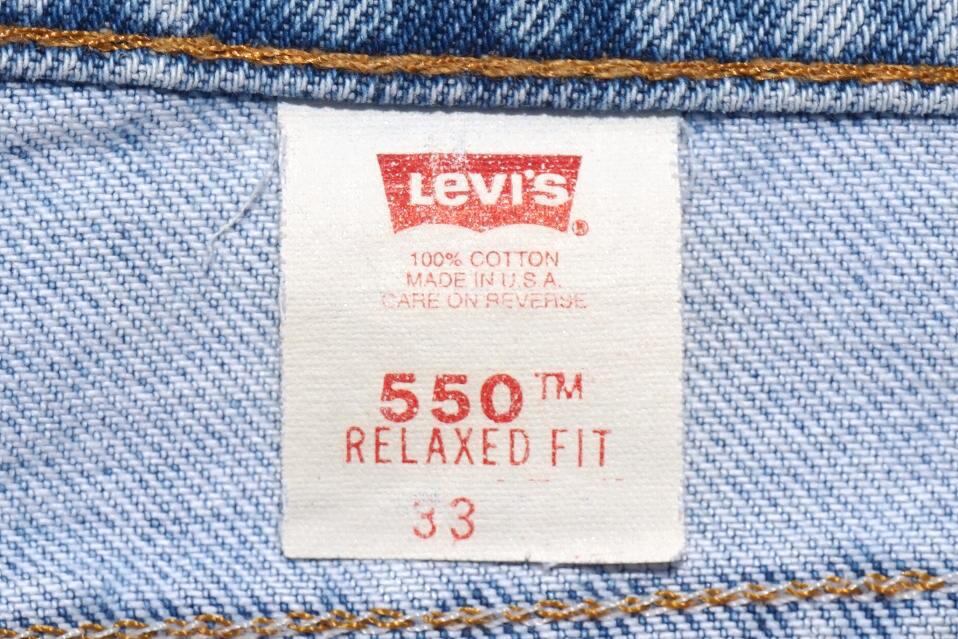 Levi's®
100% COTTON
MADE IN U.S.A.
CARE ON REVERSE
550™
RELAXED FIT
33